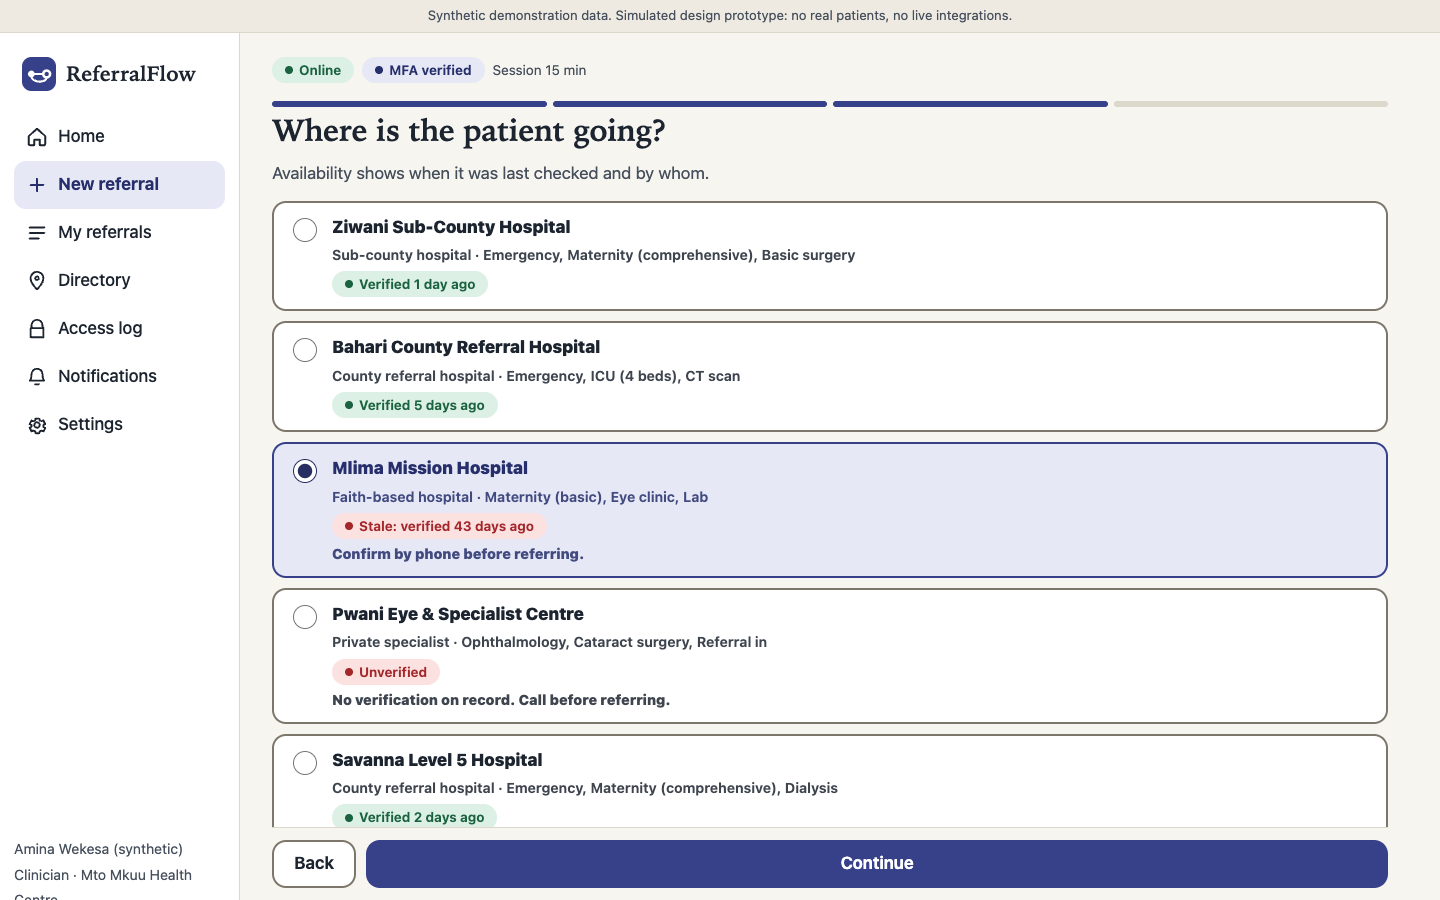 Synthetic demonstration data. Simulated design prototype: no real patients, no live integrations.
ReferralFlow
Home
New referral
My referrals
Directory
Access log
Notifications
Settings
Amina Wekesa (synthetic)
Clinician · Mto Mkuu Health
Centre
Online
MFA verified
Session 15 min
Where is the patient going?
Availability shows when it was last checked and by whom.
Ziwani Sub-County Hospital
Sub-county hospital · Emergency, Maternity (comprehensive), Basic surgery
Verified 1 day ago
Bahari County Referral Hospital
County referral hospital · Emergency, ICU (4 beds), CT scan
Verified 5 days ago
Mlima Mission Hospital
Faith-based hospital · Maternity (basic), Eye clinic, Lab
Stale: verified 43 days ago
Confirm by phone before referring.
Pwani Eye & Specialist Centre
Private specialist · Ophthalmology, Cataract surgery, Referral in
Unverified
No verification on record. Call before referring.
Savanna Level 5 Hospital
County referral hospital · Emergency, Maternity (comprehensive), Dialysis
Verified 2 days ago
Back
Continue